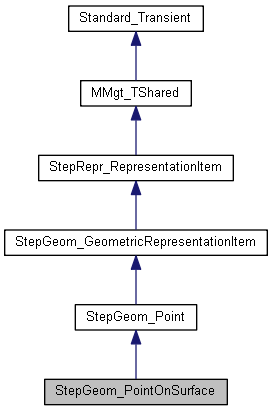 Standard_Transient
MMgt_TShared
StepRepr_RepresentationItem
StepGeom_GeometricRepresentationItem
StepGeom_Point
StepGeom_PointOnSurface